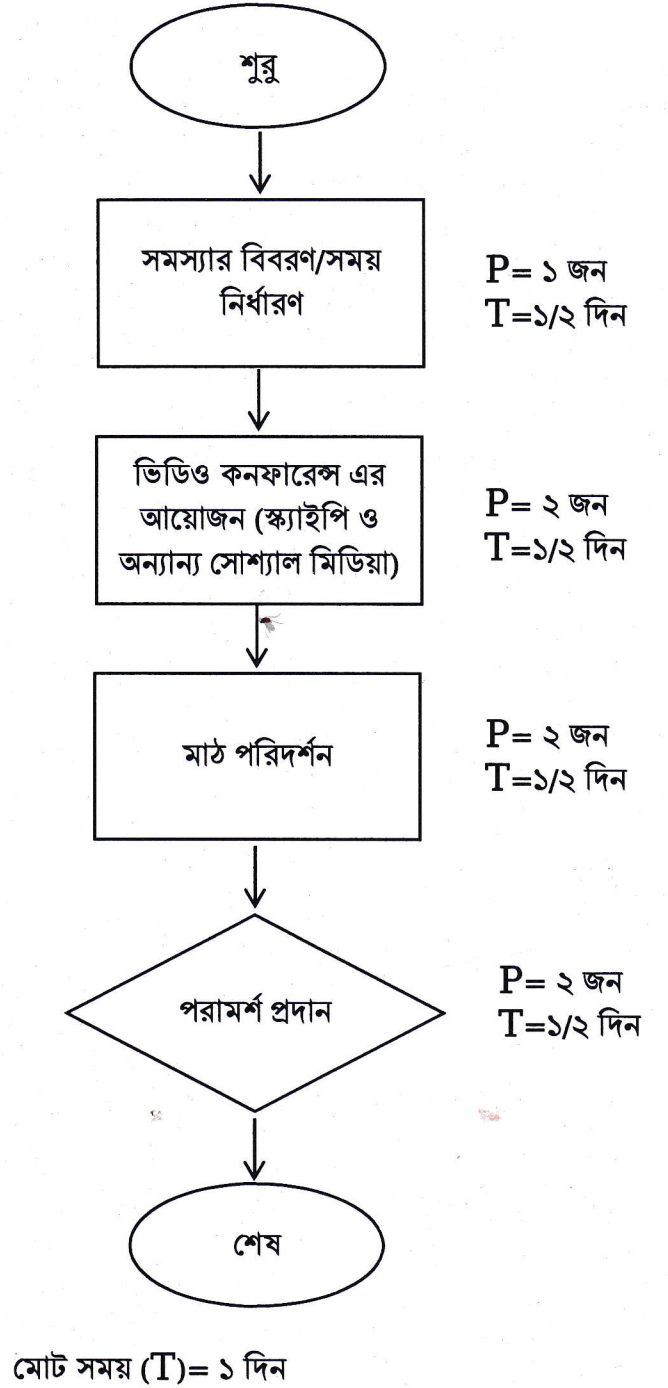 শুরু
সমস্যার বিবরণ/সময়
নির্ধারণ
P= ১ জন
T=১/২ দিন
ভিডিও কনফারেন্স এর
আয়োজন (স্ক্যাইপি ও
অন্যান্য সোশ্যাল মিডিয়া)
P= ২ জন
T=১/২ দিন
মাঠ পরিদর্শন
P= ২ জন
T=১/২ দিন
পরামর্শ প্রদান
P= ২ জন
T=১/২ দিন
শেষ
মোট সময় (T)= ১ দিন